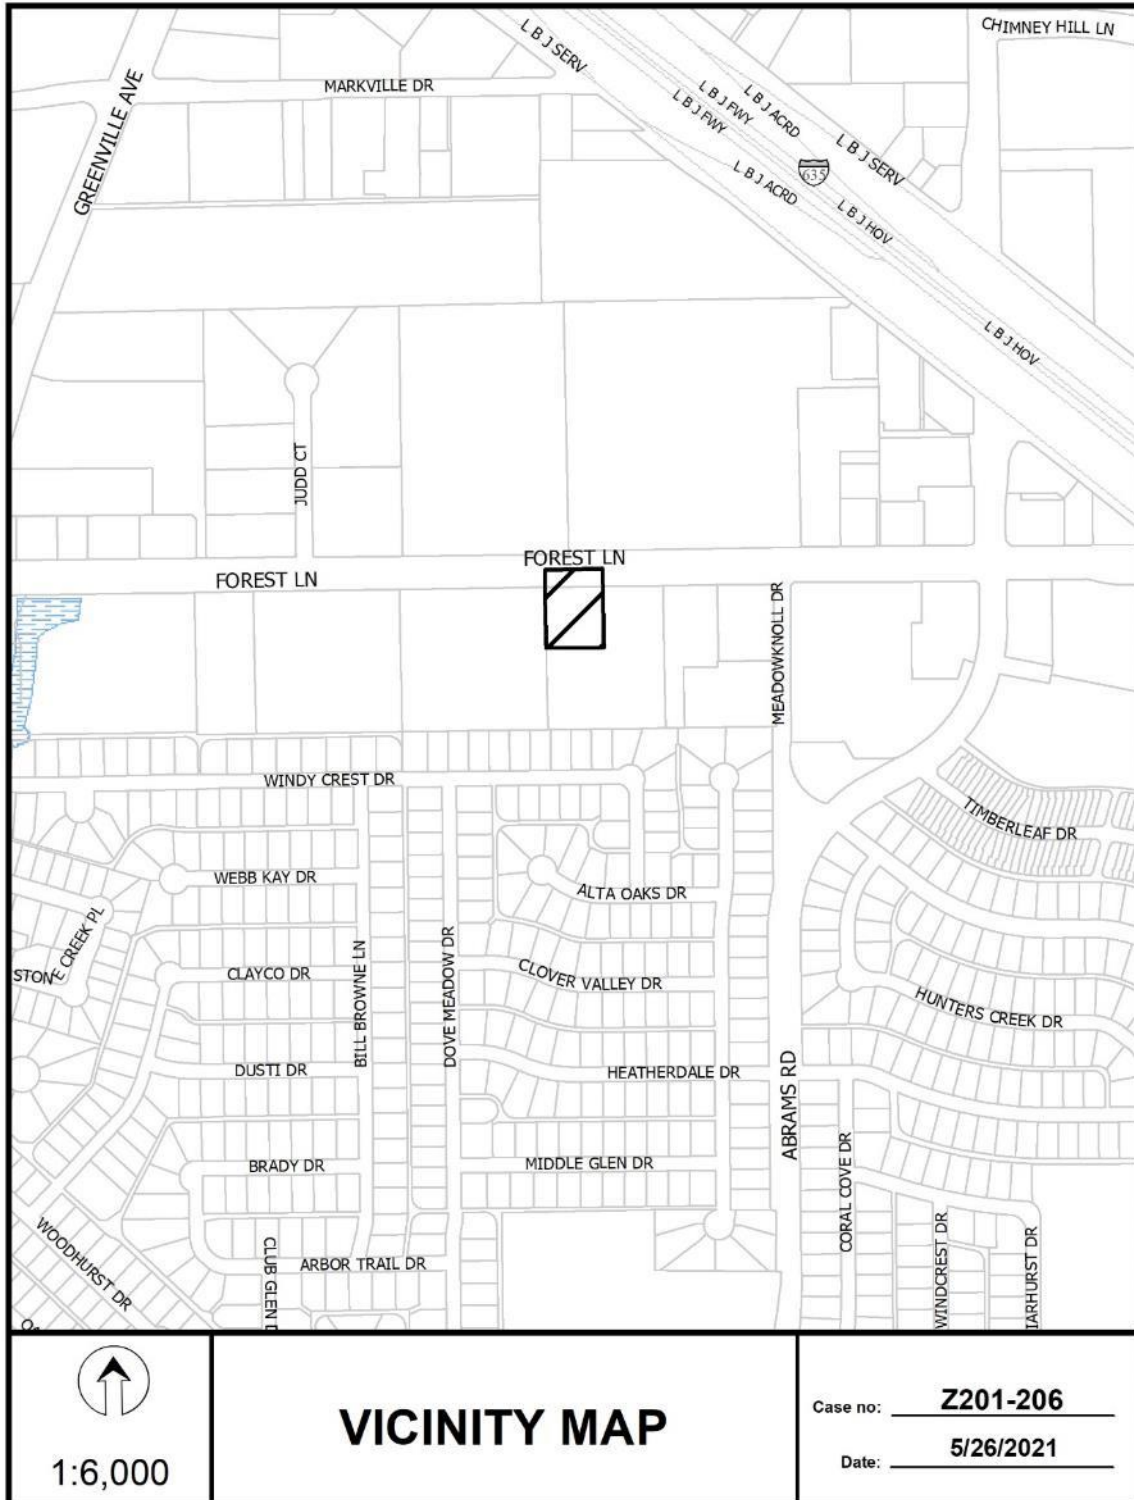 CHIMNEY HILL LN
L B J SERV
MARKVILLE DR
GREENVILLE AVE
L B J FWY
L B J ACRD
L B J FWY
L B J SERV
635
L B J ACRD
L B J HOV
L B J HOV
JUDD CT
FOREST LN
FOREST LN
MEADOWKNOLL DR
WINDY CREST DR
TIMBERLEAF DR
WEBB KAY DR
ALTA OAKS DR
STONE CREEK PL
CLAYCO DR
BILL BROWNE LN
DOVE MEADOW DR
CLOVER VALLEY DR
HUNTERS CREEK DR
DUSTI DR
HEATHERDALE DR
ABRAMS RD
BRADY DR
MIDDLE GLEN DR
CORAL COVE DR
WOODHURST DR
CLUB GLEN
ARBOR TRAIL DR
WINDCREST DR
IARHURST DR
1:6,000
VICINITY MAP
Case no: Z201-206
Date: 5/26/2021